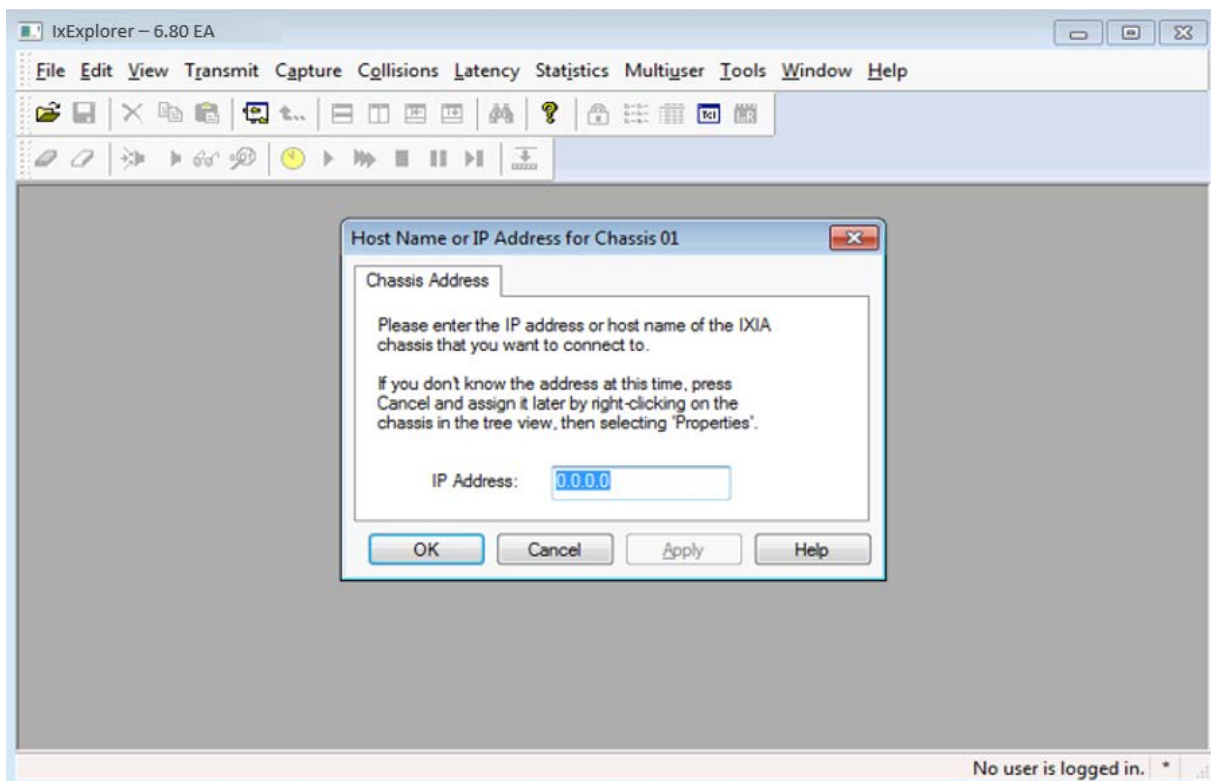 IxExplorer – 6.80 EA
File Edit View Transmit Capture Collisions Latency Statistics Multiuser Tools Window Help
Tcl
Host Name or IP Address for Chassis 01
Chassis Address
Please enter the IP address or host name of the IXIA
chassis that you want to connect to.
If you don't know the address at this time, press
Cancel and assign it later by right-clicking on the
chassis in the tree view, then selecting 'Properties'.
IP Address: 0.0.0.0
OK Cancel Apply Help
No user is logged in. *